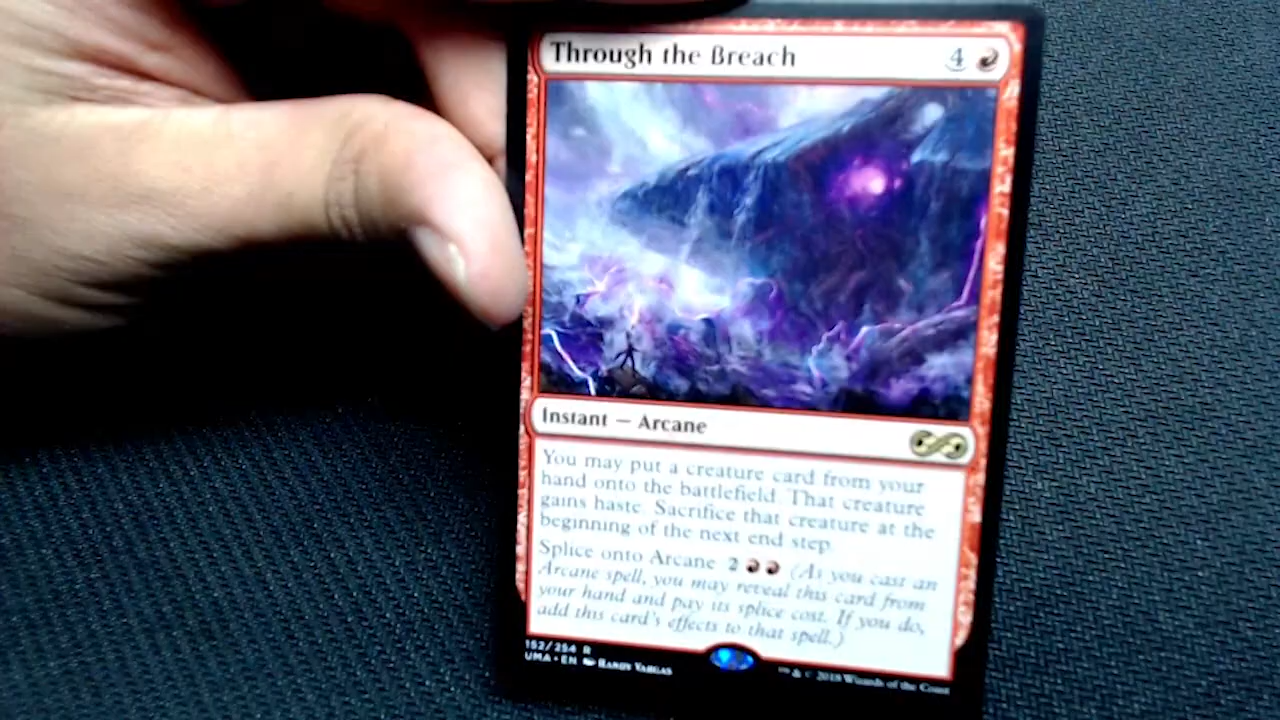 Through the Breach 4
Instant — Arcane
You may put a creature card from your
hand onto the battlefield. That creature
gains haste. Sacrifice that creature at the
beginning of the next end step.
Splice onto Arcane 2 (As you cast an
Arcane spell, you may reveal this card from
your hand and pay its splice cost. If you do,
add this card's effects to that spell.)
152/254 R
UMA • EN Randy Vargas
™ & © 2018 Wizards of the Coast